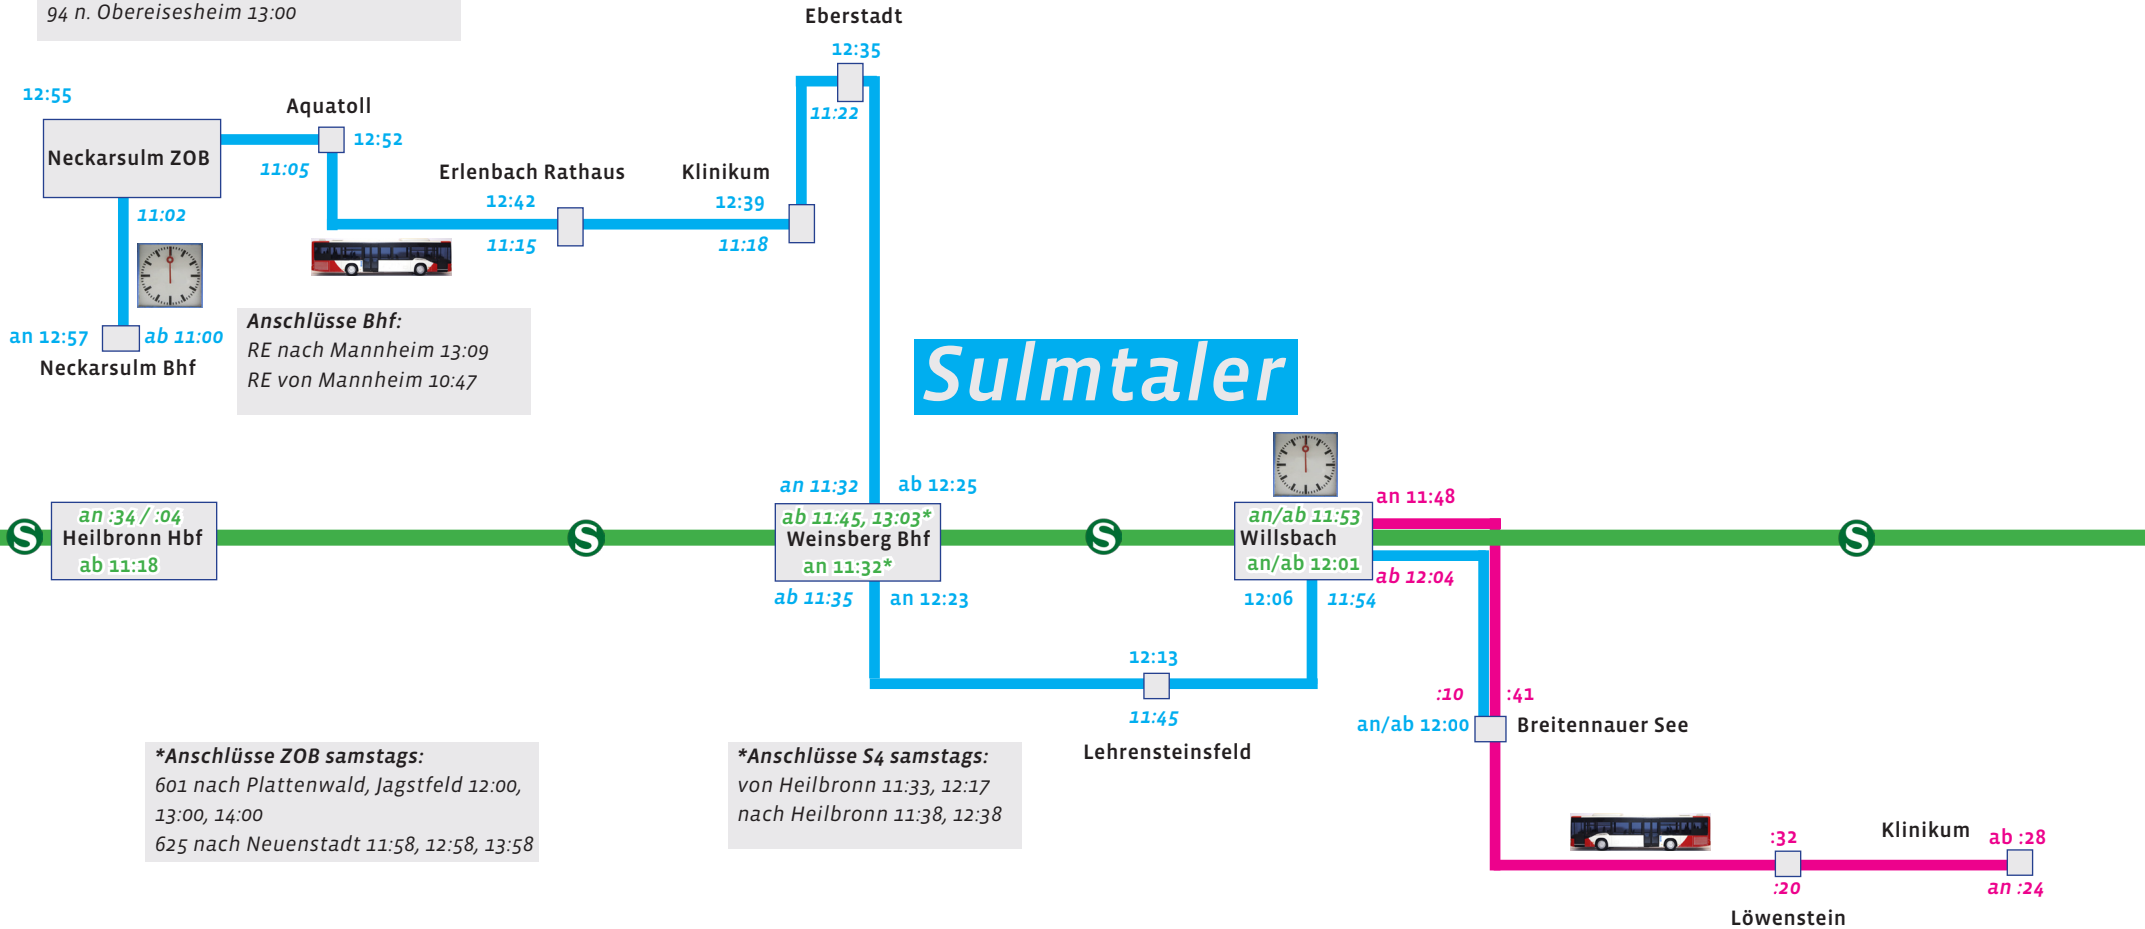 94 n. Obereisesheim 13:00
Eberstadt
12:35
11:22
12:55
Aquatoll
12:52
11:05
Neckarsulm ZOB
11:02
Erlenbach Rathaus
12:42
11:15
Klinikum
12:39
11:18
an 12:57
ab 11:00
Neckarsulm Bhf
Anschlüsse Bhf:
RE nach Mannheim 13:09
RE von Mannheim 10:47
Sulmtaler
an :34 / :04
Heilbronn Hbf
ab 11:18
S
S
S
S
an 11:32
ab 12:25
ab 11:45, 13:03*
Weinsberg Bhf
an 11:32*
ab 11:35
an 12:23
an/ab 11:53
Willsbach
an/ab 12:01
an 11:48
ab 12:04
12:06
11:54
12:13
11:45
Lehrensteinsfeld
:10
:41
an/ab 12:00
Breitennauer See
*Anschlüsse ZOB samstags:
601 nach Plattenwald, Jagstfeld 12:00,
13:00, 14:00
625 nach Neuenstadt 11:58, 12:58, 13:58
*Anschlüsse S4 samstags:
von Heilbronn 11:33, 12:17
nach Heilbronn 11:38, 12:38
:32
:20
Löwenstein
Klinikum
ab :28
an :24